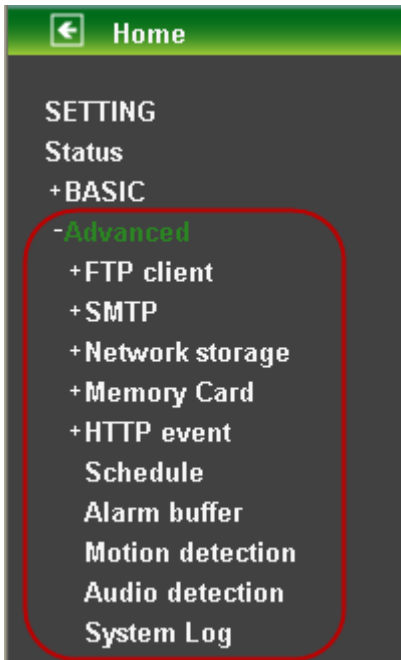 Home
SETTING
Status
+BASIC
-Advanced
+FTP client
+SMTP
+Network storage
+Memory Card
+HTTP event
Schedule
Alarm buffer
Motion detection
Audio detection
System Log